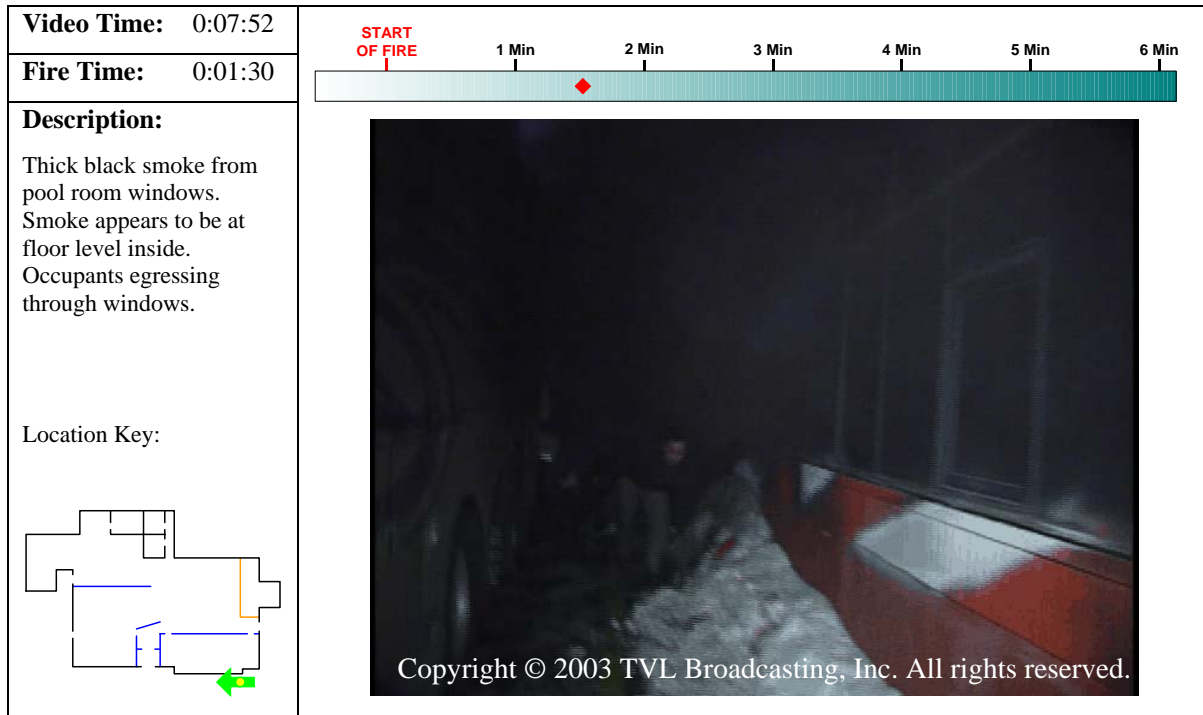 Video Time: 0:07:52
Fire Time: 0:01:30
Description:
Thick black smoke from
pool room windows.
Smoke appears to be at
floor level inside.
Occupants egressing
through windows.
Location Key:
START
OF FIRE
1 Min
2 Min
3 Min
4 Min
5 Min
6 Min
Copyright © 2003 TVL Broadcasting, Inc. All rights reserved.